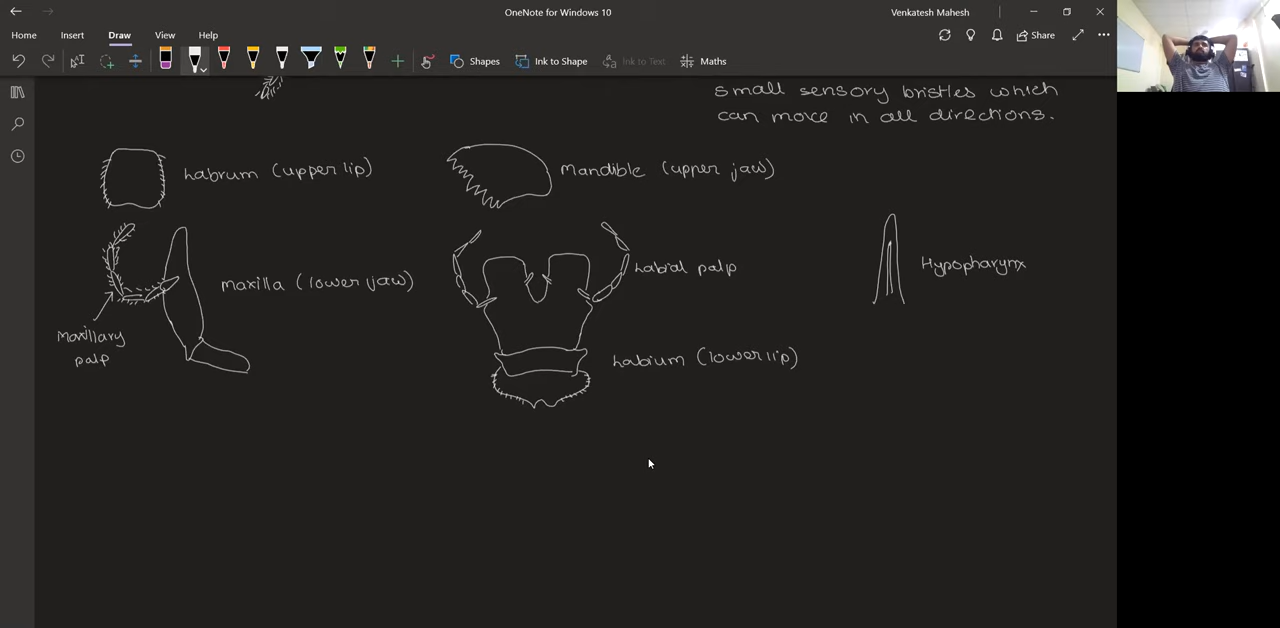 OneNote for Windows 10
Venkatesh Mahesh
Home Insert Draw View Help
Shapes Ink to Shape Ink to Text Maths Share
small sensory bristles which
can move in all directions.
Labrum (upper lip)
Mandible (upper jaw)
maxilla (lower jaw)
Maxillary
palp
Labial palp
Labium (lower lip)
Hypopharynx